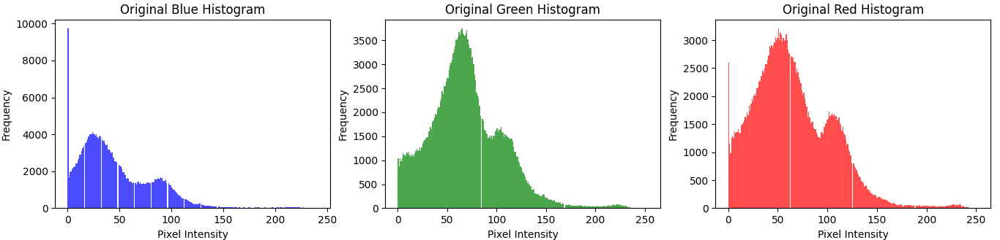 Original Blue Histogram
Frequency
10000
8000
6000
4000
2000
0
0 50 100 150 200 250
Pixel Intensity
Original Green Histogram
Frequency
3500
3000
2500
2000
1500
1000
500
0
0 50 100 150 200 250
Pixel Intensity
Original Red Histogram
Frequency
3000
2500
2000
1500
1000
500
0
0 50 100 150 200 250
Pixel Intensity